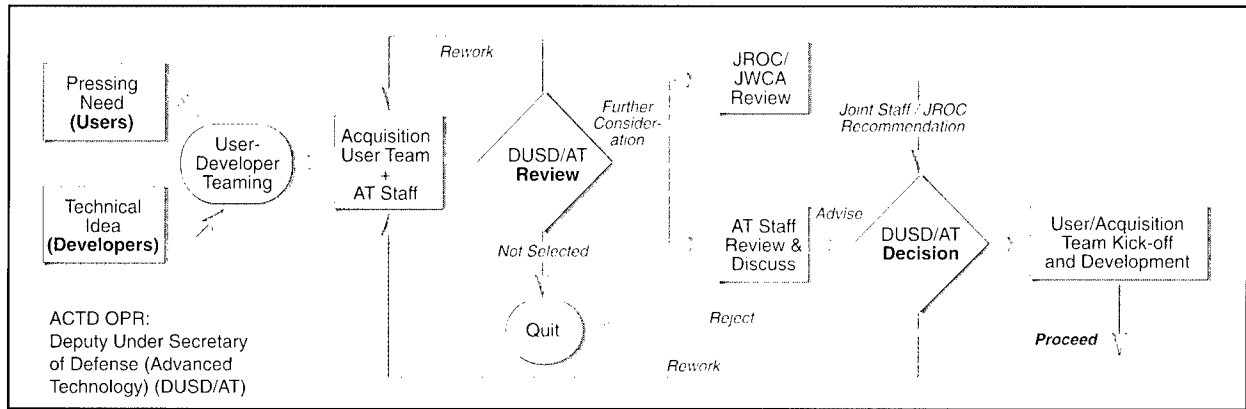 Pressing
Need
(Users)
Technical
Idea
(Developers)
User-
Developer
Teaming
Rework
Acquisition
User Team
+
AT Staff
DUSD/AT
Review
Further
Consider-
ation
Not Selected
Quit
JROC/
JWCA
Review
AT Staff
Review &
Discuss
Joint Staff / JROC
Recommendation
Advise
DUSD/AT
Decision
Reject
Rework
User/Acquisition
Team Kick-off
and Development
Proceed
ACTD OPR:
Deputy Under Secretary
of Defense (Advanced
Technology) (DUSD/AT)